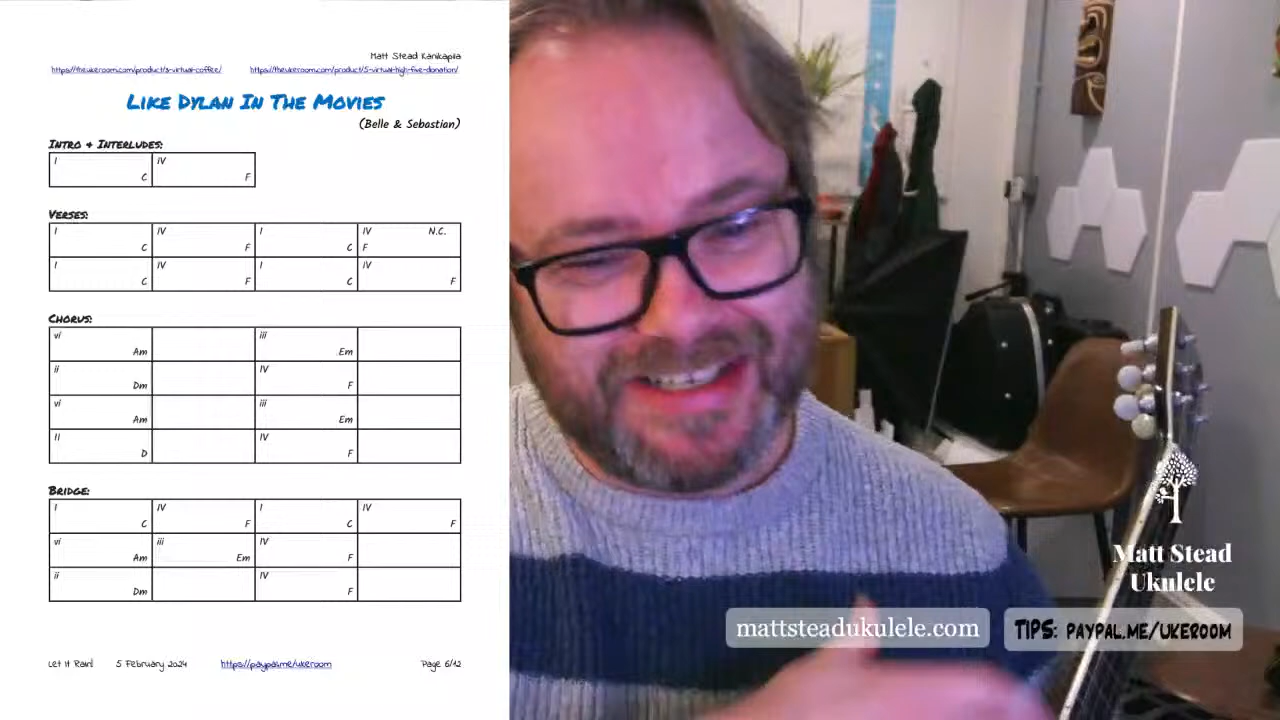 Matt Stead Kanikapila
https://theukeroom.com/product/3-virtual-coffee/ https://theukeroom.com/product/5-virtual-high-five-donation/
Like Dylan In The Movies
(Belle & Sebastian)
Intro & Interludes:
I IV
C F
Verses:
I IV I IV N.C.
C F C F
I IV I IV
C F C F
Chorus:
vi iii
Am Em
ii IV
Dm F
vi iii
Am Em
II IV
D F
Bridge:
I IV I IV
C F C F
vi iii IV
Am Em F
ii IV
Dm F
Let It Rain! 5 February 2024 https://paypal.me/ukeroom Page 6/12
Matt Stead
Ukulele
mattsteadukulele.com
TIPS: PAYPAL.ME/UKEROOM